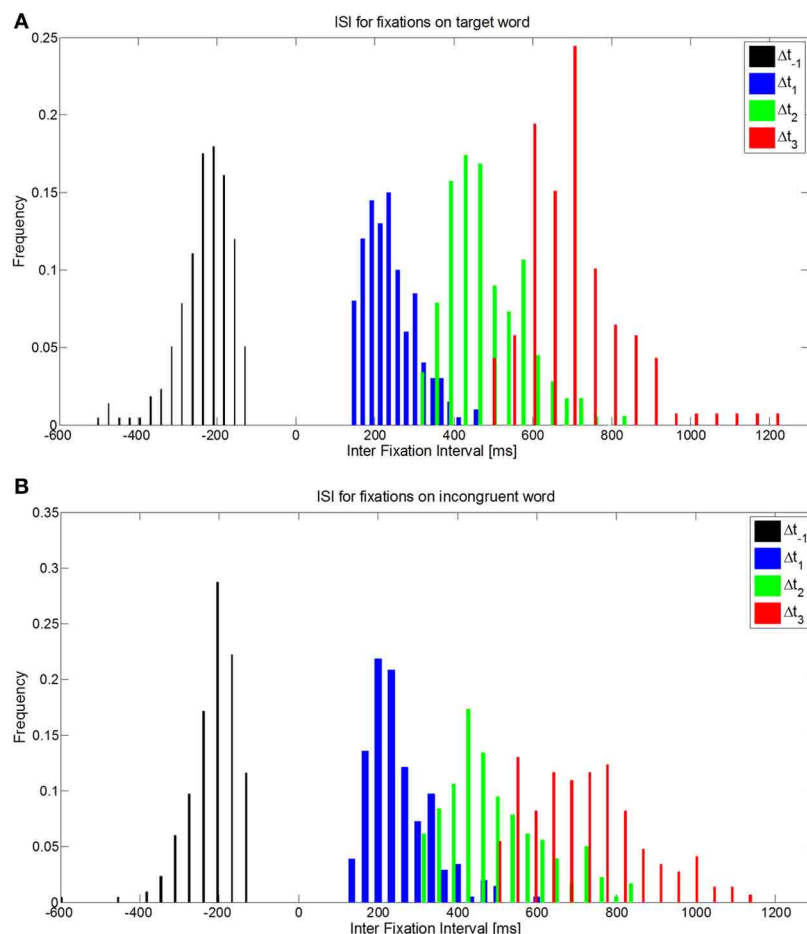 A
ISI for fixations on target word
0.25
0.2
0.15
0.1
0.05
0
Frequency
Δt-1
Δt1
Δt2
Δt3
-600 -400 -200 0 200 400 600 800 1000 1200
Inter Fixation Interval [ms]
B
ISI for fixations on incongruent word
0.35
0.3
0.25
0.2
0.15
0.1
0.05
0
Frequency
Δt-1
Δt1
Δt2
Δt3
-600 -400 -200 0 200 400 600 800 1000 1200
Inter Fixation Interval [ms]